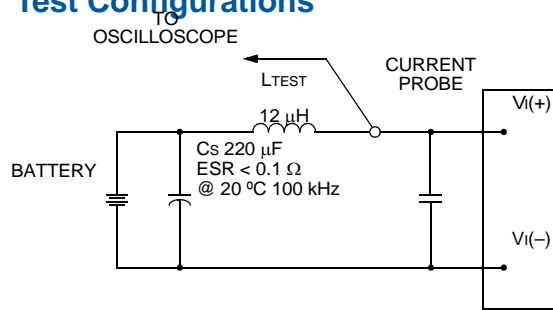 Test Configurations
TO
OSCILLOSCOPE
CURRENT
PROBE
LTEST
12 μH
VI(+)
CS 220 μF
ESR < 0.1 Ω
@ 20 ºC 100 kHz
BATTERY
VI(–)